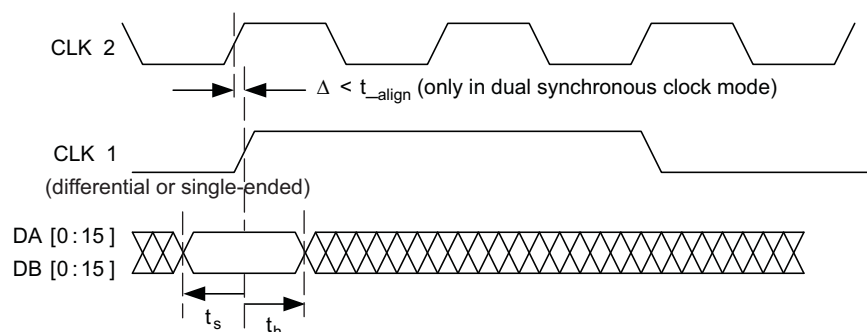 CLK 2
Δ < t_align (only in dual synchronous clock mode)
CLK 1
(differential or single-ended)
DA [0:15]
DB [0:15]
ts
th